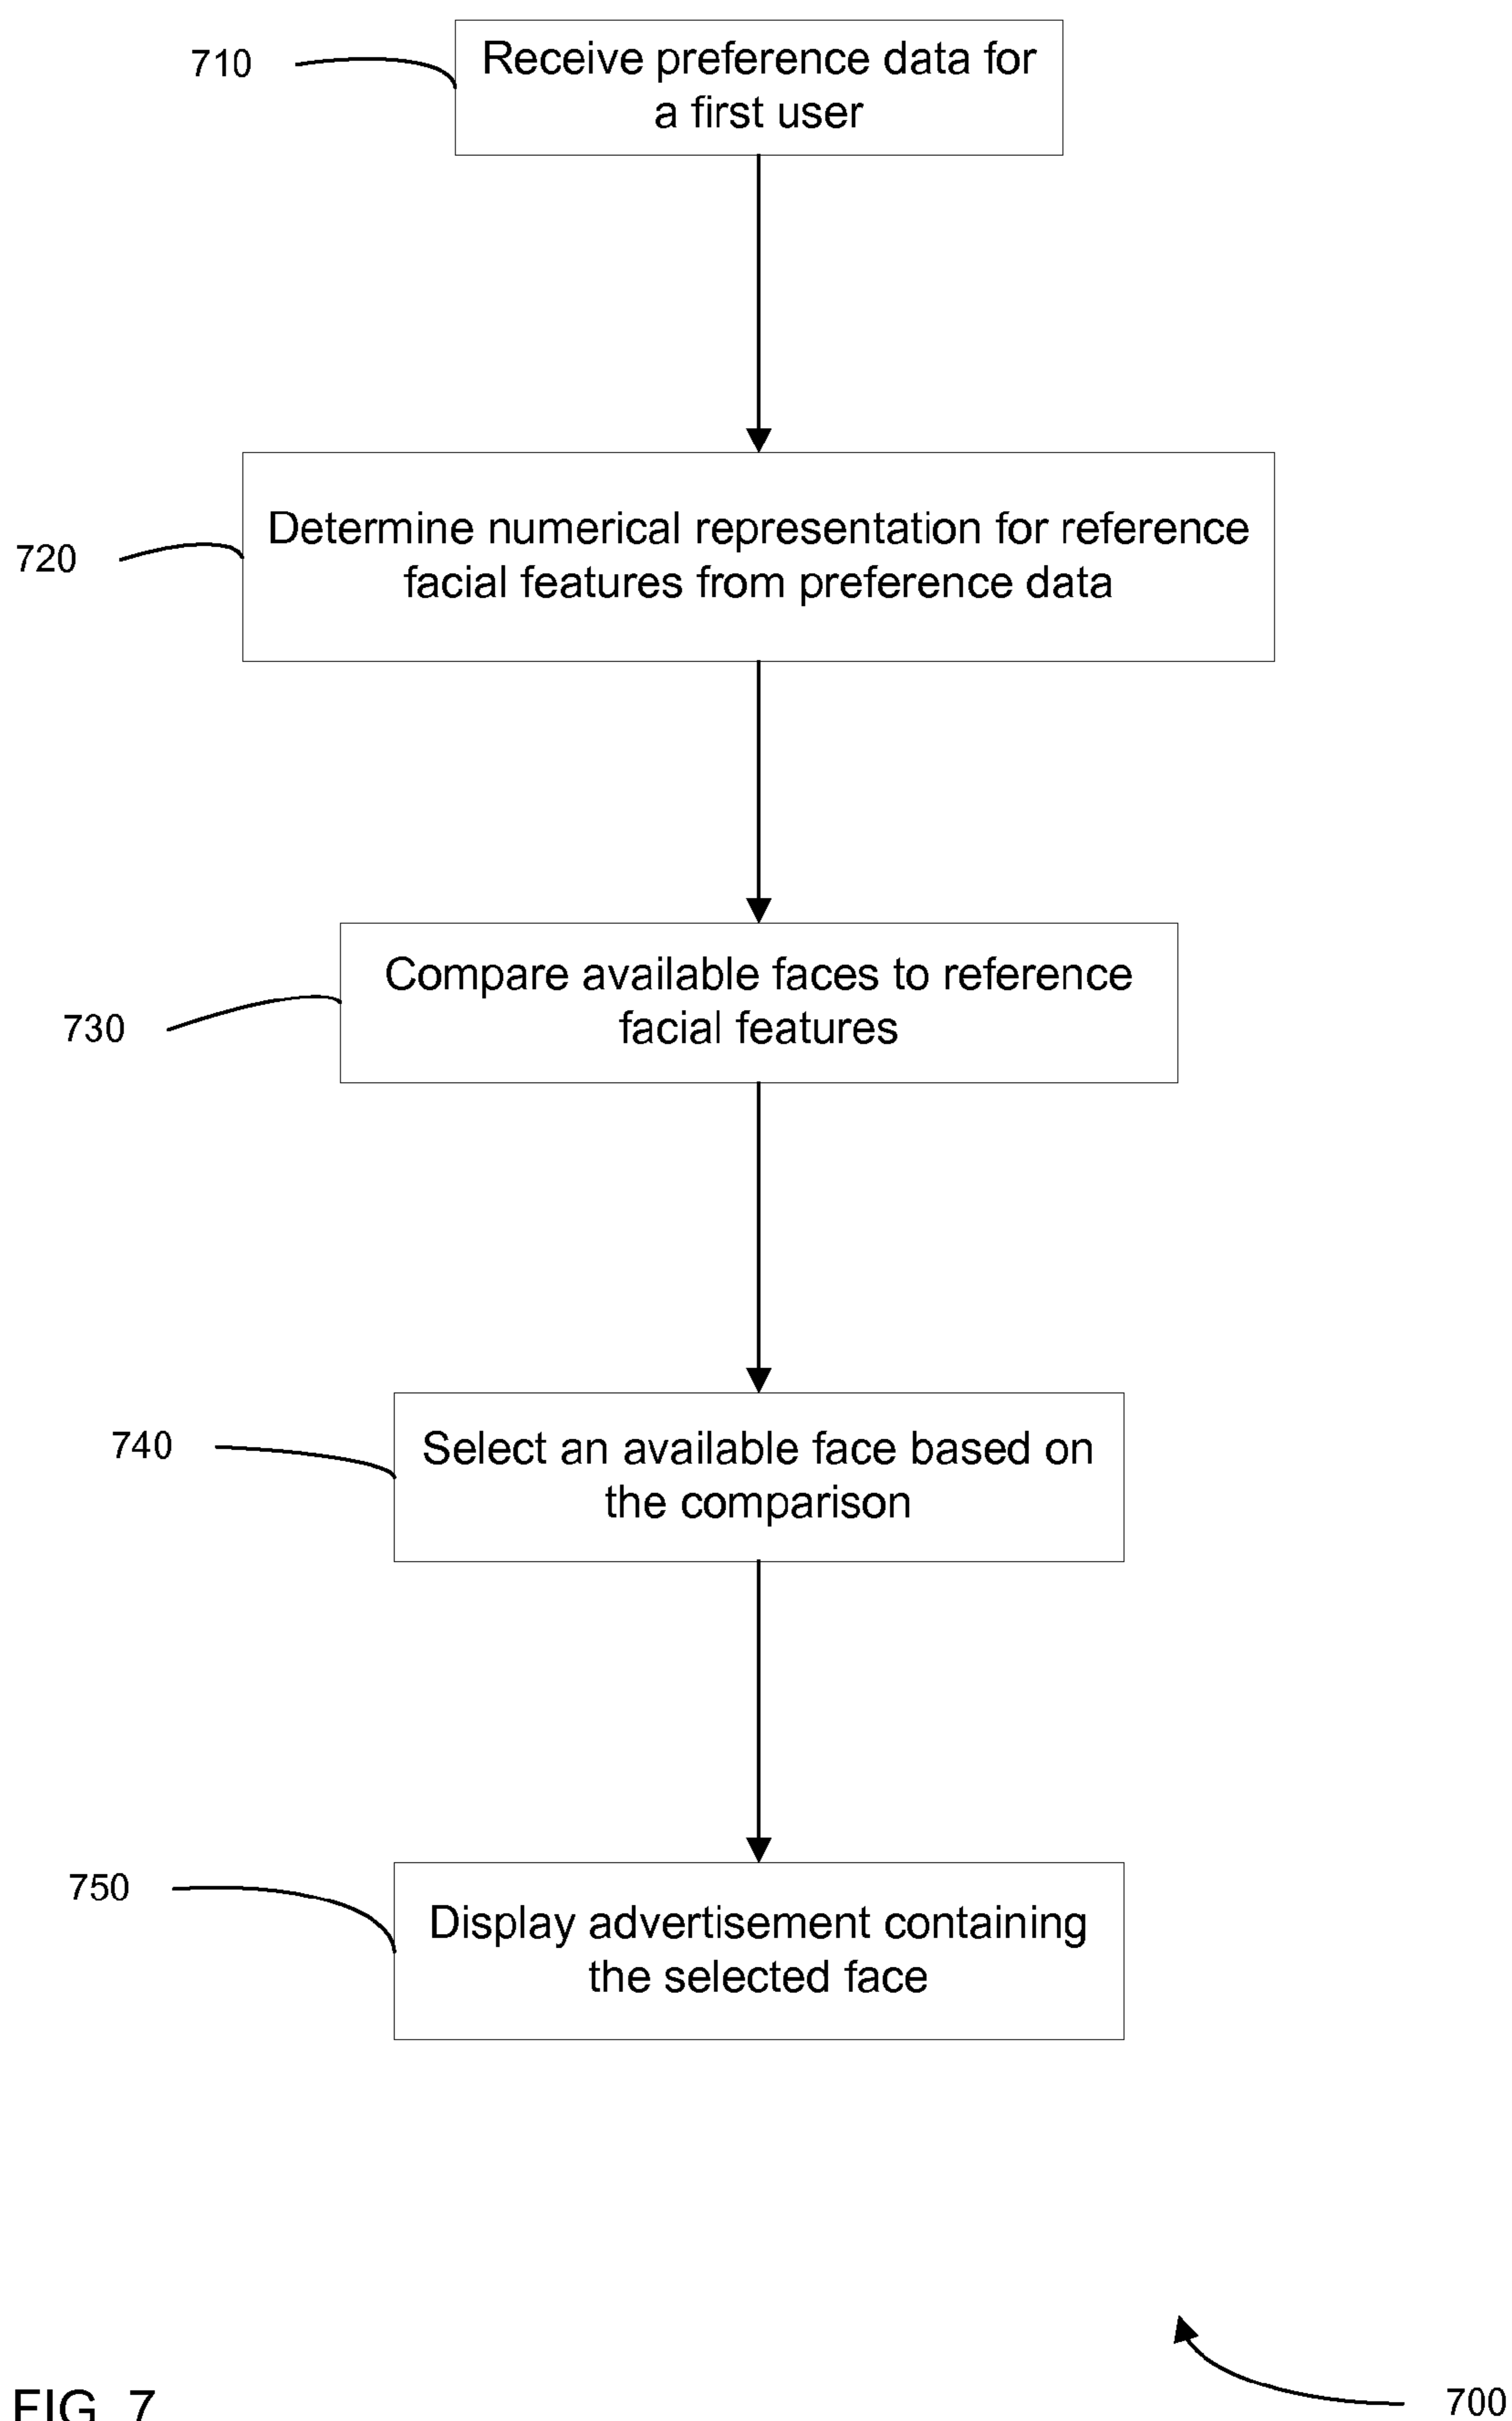 710
Receive preference data for
a first user
720
Determine numerical representation for reference
facial features from preference data
730
Compare available faces to reference
facial features
740
Select an available face based on
the comparison
750
Display advertisement containing
the selected face
700
FIG. 7